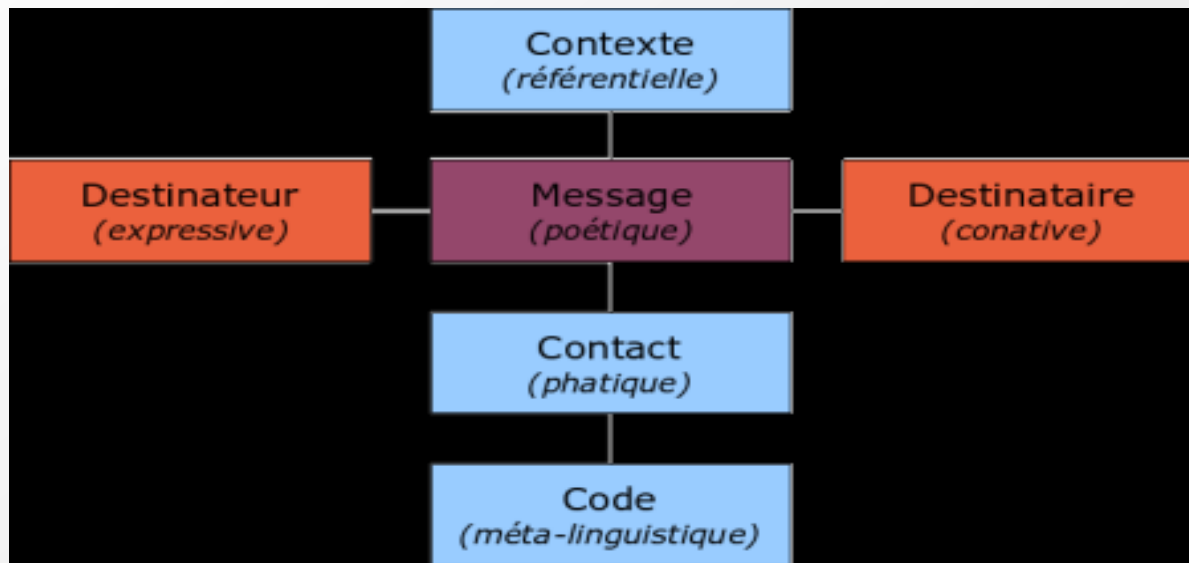 Contexte
(référentielle)
Destinateur
(expressive)
Message
(poétique)
Destinataire
(conative)
Contact
(phatique)
Code
(méta-linguistique)